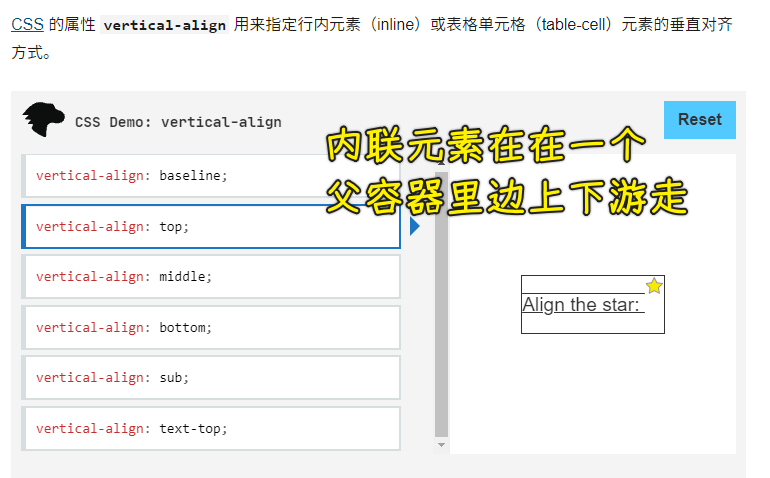 CSS 的属性 vertical-align 用来指定行内元素（inline）或表格单元格（table-cell）元素的垂直对齐
方式。
CSS Demo: vertical-align
Reset
内联元素在在一个
父容器里边上下游走
vertical-align: baseline;
vertical-align: top;
vertical-align: middle;
vertical-align: bottom;
vertical-align: sub;
vertical-align: text-top;
Align the star: